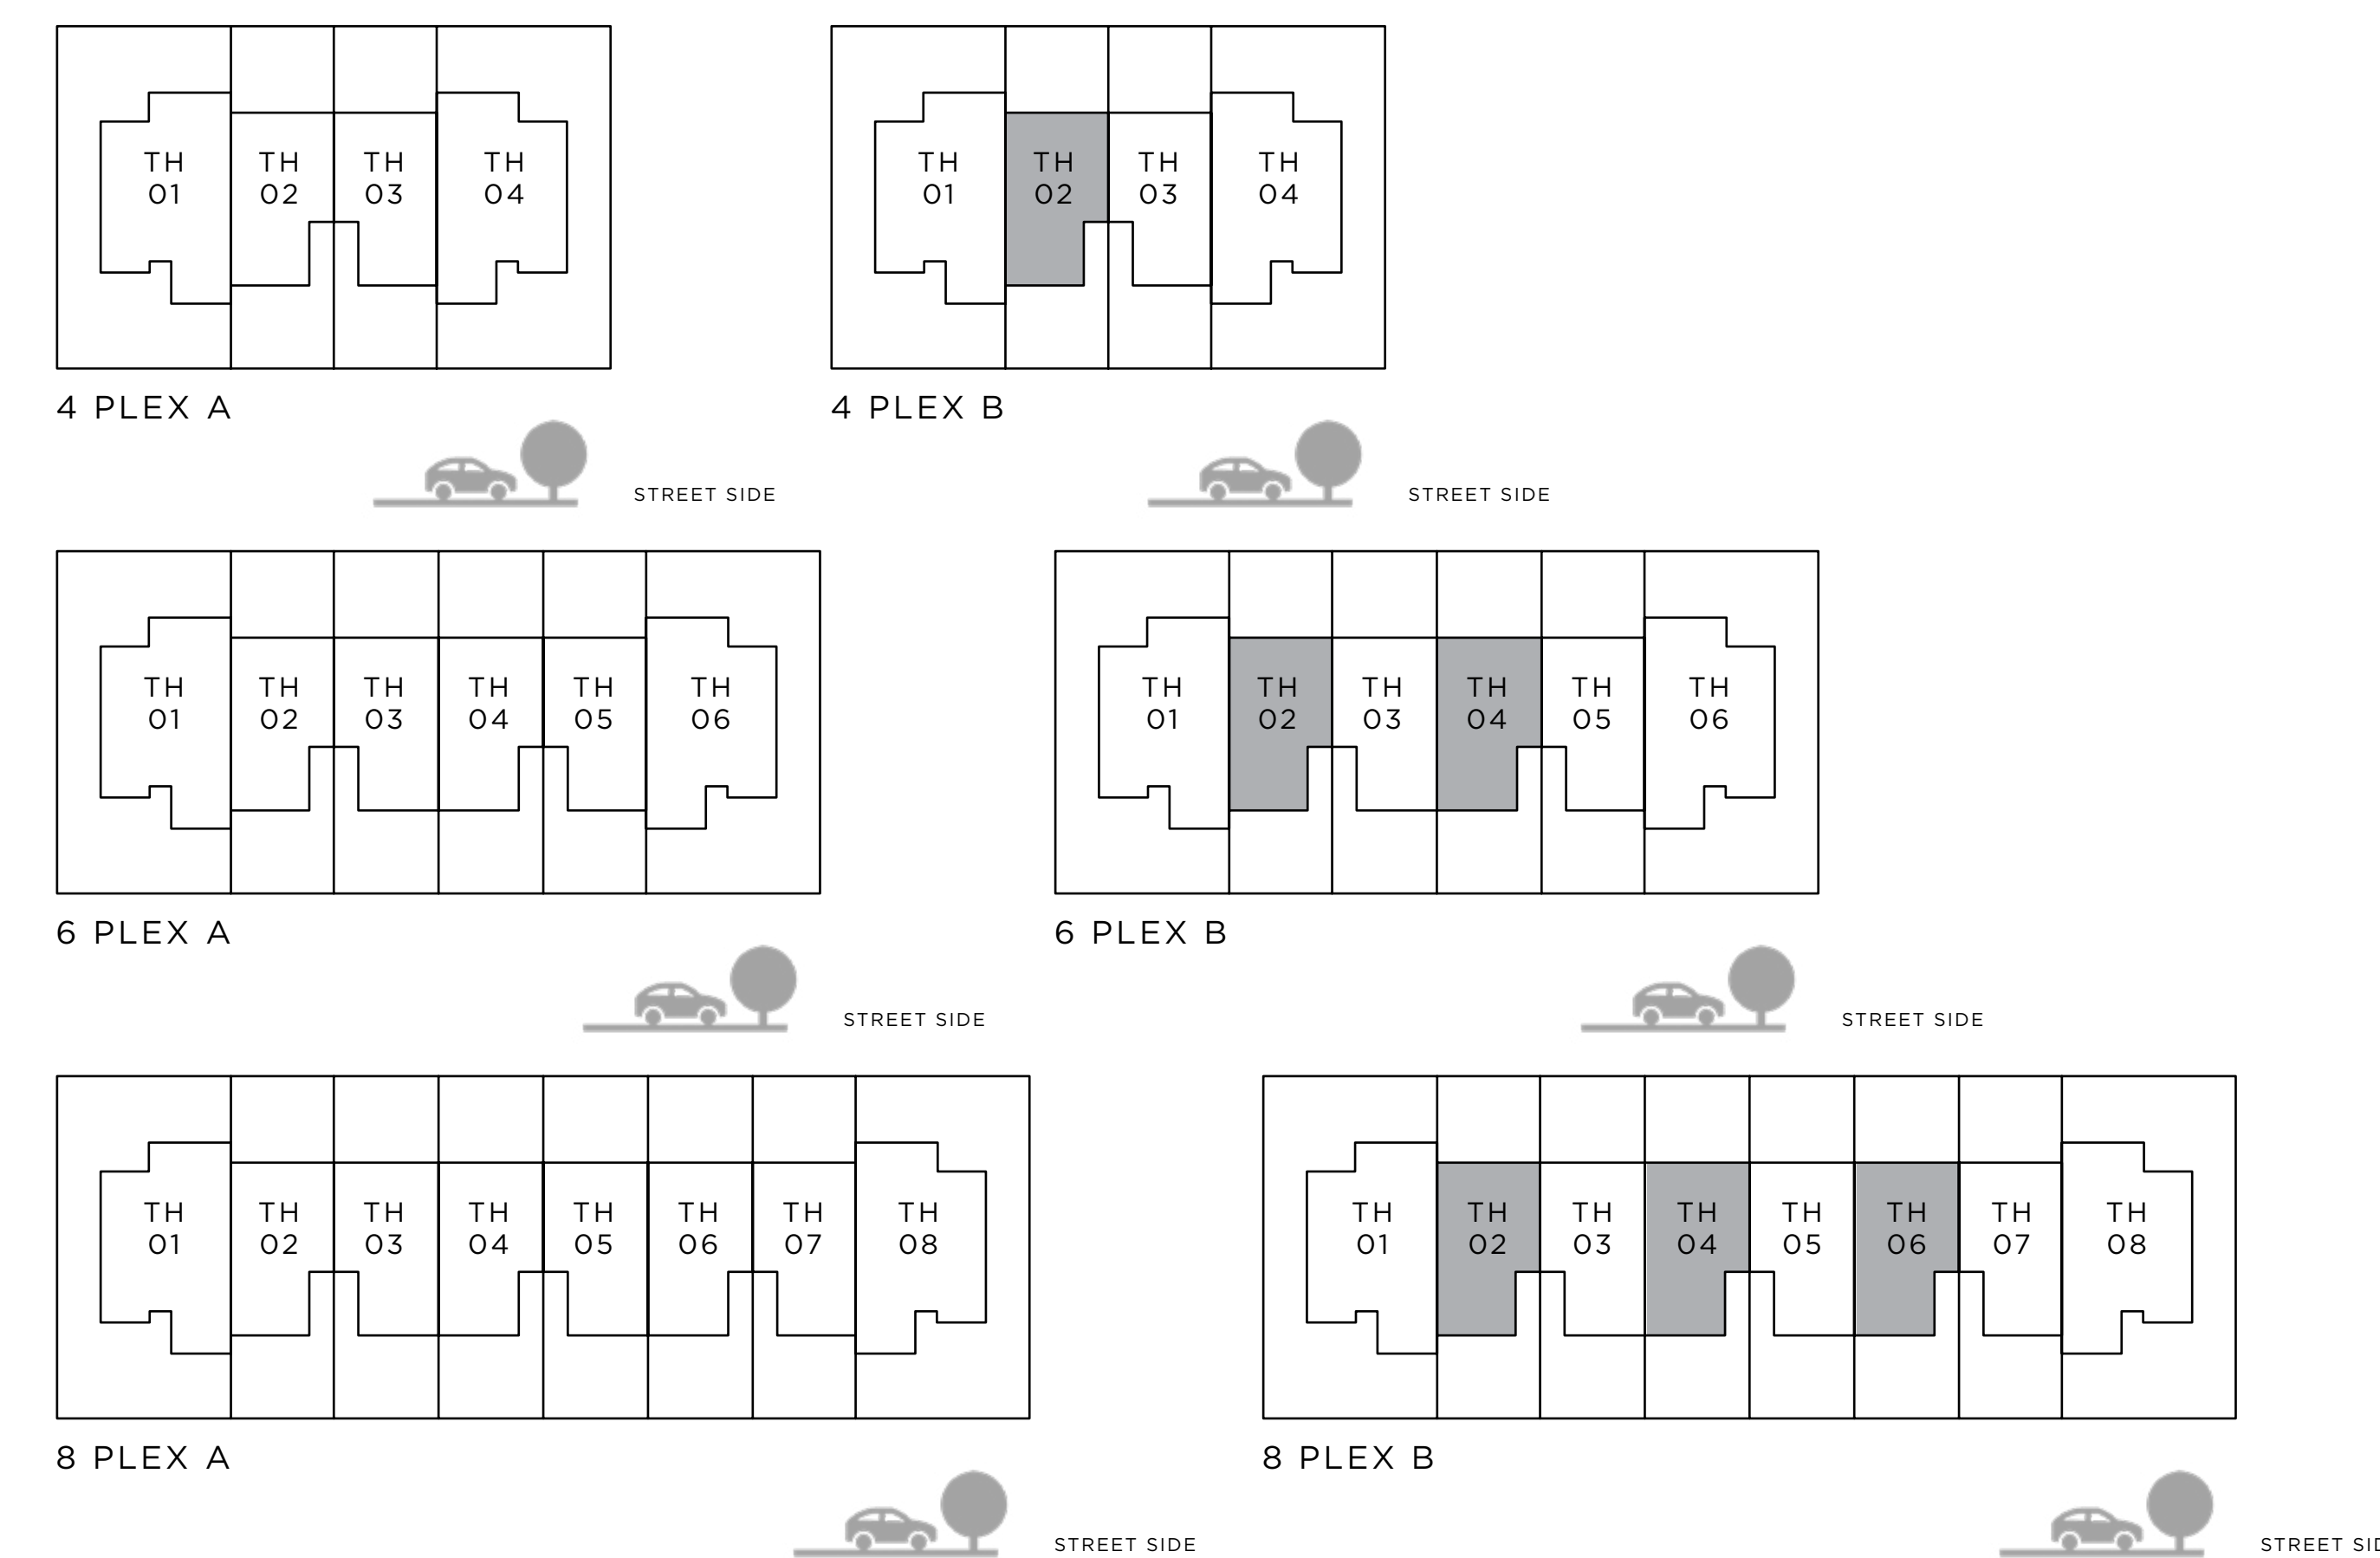 TH TH TH TH
01 02 03 04
4 PLEX A
STREET SIDE
TH TH TH TH
01 02 03 04
4 PLEX B
STREET SIDE
TH TH TH TH TH TH
01 02 03 04 05 06
6 PLEX A
STREET SIDE
TH TH TH TH TH TH
01 02 03 04 05 06
6 PLEX B
STREET SIDE
TH TH TH TH TH TH TH TH
01 02 03 04 05 06 07 08
8 PLEX A
STREET SIDE
TH TH TH TH TH TH TH TH
01 02 03 04 05 06 07 08
8 PLEX B
STREET